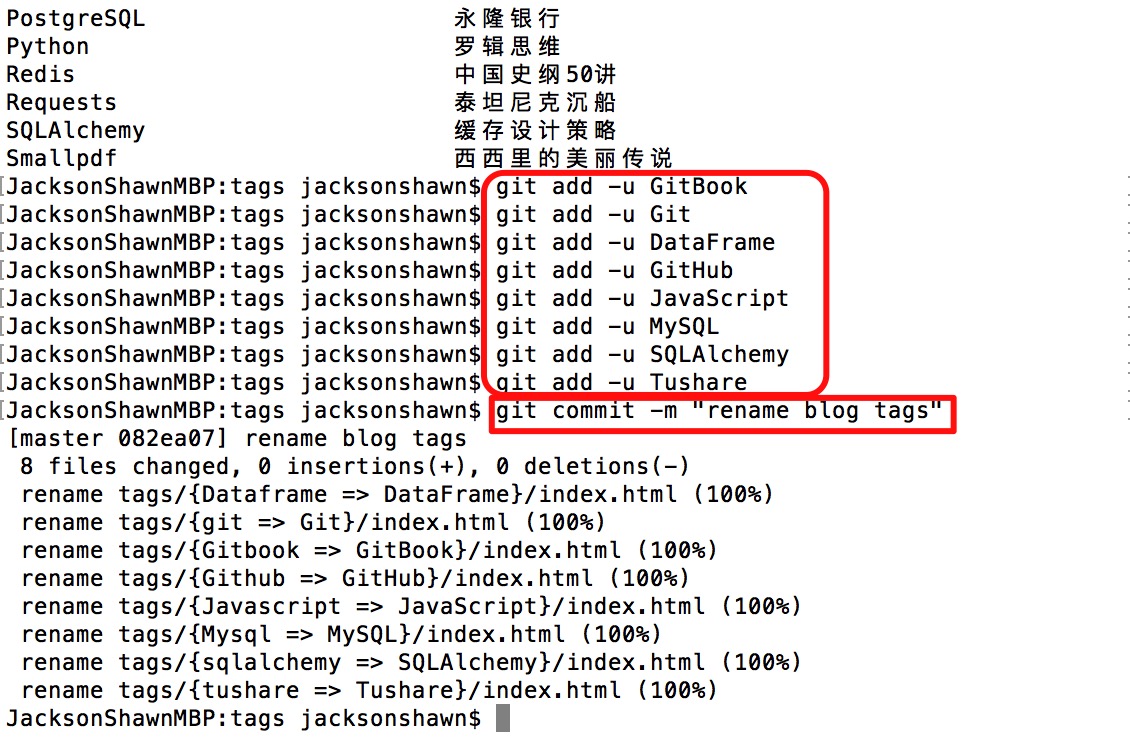 PostgreSQL 永隆银行
Python 罗辑思维
Redis 中国史纲50讲
Requests 泰坦尼克沉船
SQLAlchemy 缓存设计策略
Smallpdf 西西里的美丽传说
[JacksonShawnMBP:tags jacksonshawn$ git add -u GitBook
[JacksonShawnMBP:tags jacksonshawn$ git add -u Git
[JacksonShawnMBP:tags jacksonshawn$ git add -u DataFrame
[JacksonShawnMBP:tags jacksonshawn$ git add -u GitHub
[JacksonShawnMBP:tags jacksonshawn$ git add -u JavaScript
[JacksonShawnMBP:tags jacksonshawn$ git add -u MySQL
[JacksonShawnMBP:tags jacksonshawn$ git add -u SQLAlchemy
[JacksonShawnMBP:tags jacksonshawn$ git add -u Tushare
[JacksonShawnMBP:tags jacksonshawn$ git commit -m "rename blog tags"
[master 082ea07] rename blog tags
 8 files changed, 0 insertions(+), 0 deletions(-)
 rename tags/{Dataframe => DataFrame}/index.html (100%)
 rename tags/{git => Git}/index.html (100%)
 rename tags/{Gitbook => GitBook}/index.html (100%)
 rename tags/{Github => GitHub}/index.html (100%)
 rename tags/{Javascript => JavaScript}/index.html (100%)
 rename tags/{Mysql => MySQL}/index.html (100%)
 rename tags/{sqlalchemy => SQLAlchemy}/index.html (100%)
 rename tags/{tushare => Tushare}/index.html (100%)
JacksonShawnMBP:tags jacksonshawn$